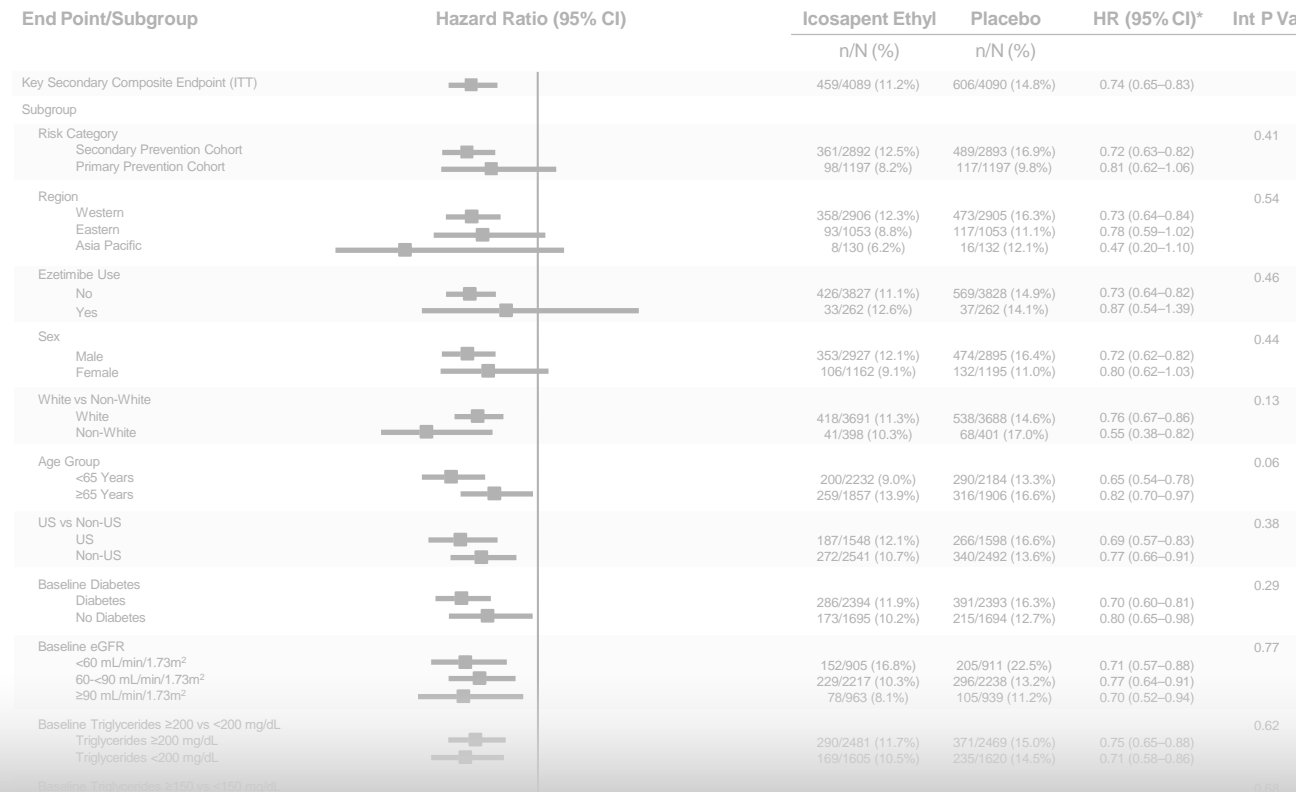 End Point/Subgroup Hazard Ratio (95% CI) Icosapent Ethyl Placebo HR (95% CI)* Int P Va
n/N (%) n/N (%)
Key Secondary Composite Endpoint (ITT) 459/4089 (11.2%) 606/4090 (14.8%) 0.74 (0.65–0.83)
Subgroup
Risk Category 0.41
Secondary Prevention Cohort 361/2892 (12.5%) 489/2893 (16.9%) 0.72 (0.63–0.82)
Primary Prevention Cohort 98/1197 (8.2%) 117/1197 (9.8%) 0.81 (0.62–1.06)
Region 0.54
Western 358/2906 (12.3%) 473/2905 (16.3%) 0.73 (0.64–0.84)
Eastern 93/1053 (8.8%) 117/1053 (11.1%) 0.78 (0.59–1.02)
Asia Pacific 8/130 (6.2%) 16/132 (12.1%) 0.47 (0.20–1.10)
Ezetimibe Use 0.46
No 426/3827 (11.1%) 569/3828 (14.9%) 0.73 (0.64–0.82)
Yes 33/262 (12.6%) 37/262 (14.1%) 0.87 (0.54–1.39)
Sex 0.44
Male 353/2927 (12.1%) 474/2895 (16.4%) 0.72 (0.62–0.82)
Female 106/1162 (9.1%) 132/1195 (11.0%) 0.80 (0.62–1.03)
White vs Non-White 0.13
White 418/3691 (11.3%) 538/3688 (14.6%) 0.76 (0.67–0.86)
Non-White 41/398 (10.3%) 68/401 (17.0%) 0.55 (0.38–0.82)
Age Group 0.06
<65 Years 200/2232 (9.0%) 290/2184 (13.3%) 0.65 (0.54–0.78)
≥65 Years 259/1857 (13.9%) 316/1906 (16.6%) 0.82 (0.70–0.97)
US vs Non-US 0.38
US 187/1548 (12.1%) 266/1598 (16.6%) 0.69 (0.57–0.83)
Non-US 272/2541 (10.7%) 340/2492 (13.6%) 0.77 (0.66–0.91)
Baseline Diabetes 0.29
Diabetes 286/2394 (11.9%) 391/2393 (16.3%) 0.70 (0.60–0.81)
No Diabetes 173/1695 (10.2%) 215/1694 (12.7%) 0.80 (0.65–0.98)
Baseline eGFR 0.77
<60 mL/min/1.73m² 152/905 (16.8%) 205/911 (22.5%) 0.71 (0.57–0.88)
60-<90 mL/min/1.73m² 229/2217 (10.3%) 296/2238 (13.2%) 0.77 (0.64–0.91)
≥90 mL/min/1.73m² 78/963 (8.1%) 105/939 (11.2%) 0.70 (0.52–0.94)
Baseline Triglycerides ≥200 vs <200 mg/dL 0.62
Triglycerides ≥200 mg/dL 290/2481 (11.7%) 371/2469 (15.0%) 0.75 (0.65–0.88)
Triglycerides <200 mg/dL 169/1605 (10.5%) 235/1620 (14.5%) 0.71 (0.58–0.86)
Baseline Triglycerides ≥150 vs <150 mg/dL 0.68